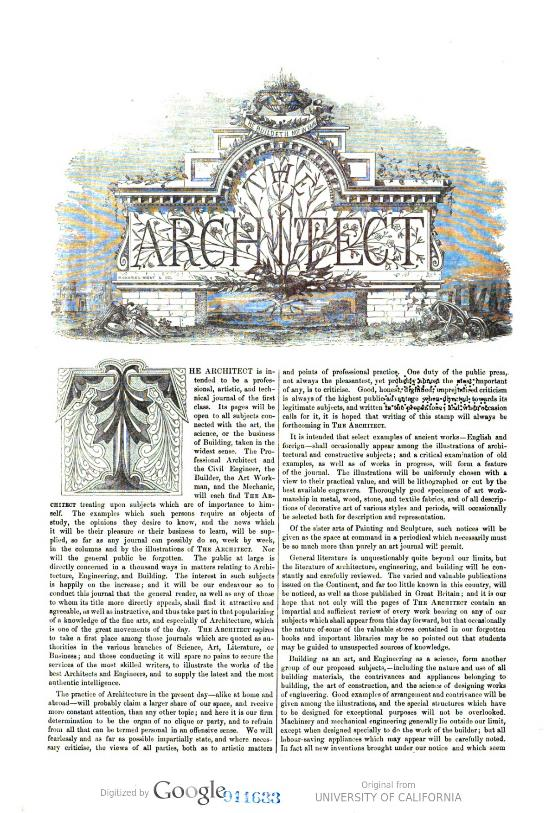 THE
ARCHITECT
THE ARCHITECT is in-
tended to be a profes-
sional, artistic, and tech-
nical journal of the first
class. Its pages will be
open to all subjects con-
nected with the art, the
science, or the business
of Building, taken in the
widest sense. The Pro-
fessional Architect and
the Civil Engineer, the
Builder, the Art Work-
man, and the Mechanic,
will each find THE AR-
CHITECT treating upon subjects which are of importance to him-
self. The examples which such persons require as objects of
study, the opinions they desire to know, and the news which
it will be their pleasure or their business to learn, will be sup-
plied, so far as any journal can possibly do so, week by week,
in the columns and by the illustrations of THE ARCHITECT. Nor
will the general public be forgotten. The public at large is
directly concerned in a thousand ways in matters relating to Archi-
tecture, Engineering, and Building. The interest in such subjects
is happily on the increase; and it will be our endeavour so to
conduct this journal that the general reader, as well as any of those
to whom its title more directly appeals, shall find it attractive and
agreeable, as well as instructive, and thus take part in that popularising
of a knowledge of the fine arts, and especially of Architecture, which
is one of the great movements of the day. THE ARCHITECT aspires
to take a first place among those journals which are quoted as au-
thorities in the various branches of Science, Art, Literature, or
Business; and those conducting it will spare no pains to secure the
services of the most skilled writers, to illustrate the works of the
best Architects and Engineers, and to supply the latest and the most
authentic intelligence.
The practice of Architecture in the present day—alike at home and
abroad—will probably claim a larger share of our space, and receive
more constant attention, than any other topic; and here it is our firm
determination to be the organ of no clique or party, and to refrain
from all that can be termed personal in an offensive sense. We will
fearlessly and as far as possible impartially state, and where neces-
sary criticise, the views of all parties, both as to artistic matters
and points of professional practice. One duty of the public press,
not always the pleasantest, yet probably almost the most important
of any, is to criticise. Good, honest, dignified, unprejudiced criticism
is always of the highest public towards its
legitimate subjects, and written in occasion
calls for it, it is hoped that writing of this stamp will always be
forthcoming in THE ARCHITECT.
It is intended that select examples of ancient works—English and
foreign—shall occasionally appear among the illustrations of archi-
tectural and constructive subjects; and a critical examination of old
examples, as well as of works in progress, will form a feature
of the journal. The illustrations will be uniformly chosen with a
view to their practical value, and will be lithographed or cut by the
best available engravers. Thoroughly good specimens of art work-
manship in metal, wood, stone, and textile fabrics, and of all descrip-
tions of decorative art of various styles and periods, will occasionally
be selected both for description and representation.
Of the sister arts of Painting and Sculpture, such notices will be
given as the space at command in a periodical which necessarily must
be so much more than purely an art journal will permit.
General literature is unquestionably quite beyond our limits, but
the literature of architecture, engineering, and building will be con-
stantly and carefully reviewed. The varied and valuable publications
issued on the Continent, and far too little known in this country, will
be noticed, as well as those published in Great Britain; and it is our
hope that not only will the pages of THE ARCHITECT contain an
impartial and sufficient review of every work bearing on any of our
subjects which shall appear from this day forward, but that occasionally
the nature of some of the valuable stores contained in our forgotten
books and important libraries may be so pointed out that students
may be guided to unsuspected sources of knowledge.
Building as an art, and Engineering as a science, form another
group of our proposed subjects,—including the nature and use of all
building materials, the contrivances and appliances belonging to
building, the art of construction, and the science of designing works
of engineering. Good examples of arrangement and contrivance will be
given among the illustrations, and the special structures which have
to be designed for exceptional purposes will not be overlooked.
Machinery and mechanical engineering generally lie outside our limit,
except when designed specially to do the work of the builder; but all
labour-saving appliances which may appear will be carefully noted.
In fact all new inventions brought under our notice and which seem
Digitized by Google
911683
Original from
UNIVERSITY OF CALIFORNIA